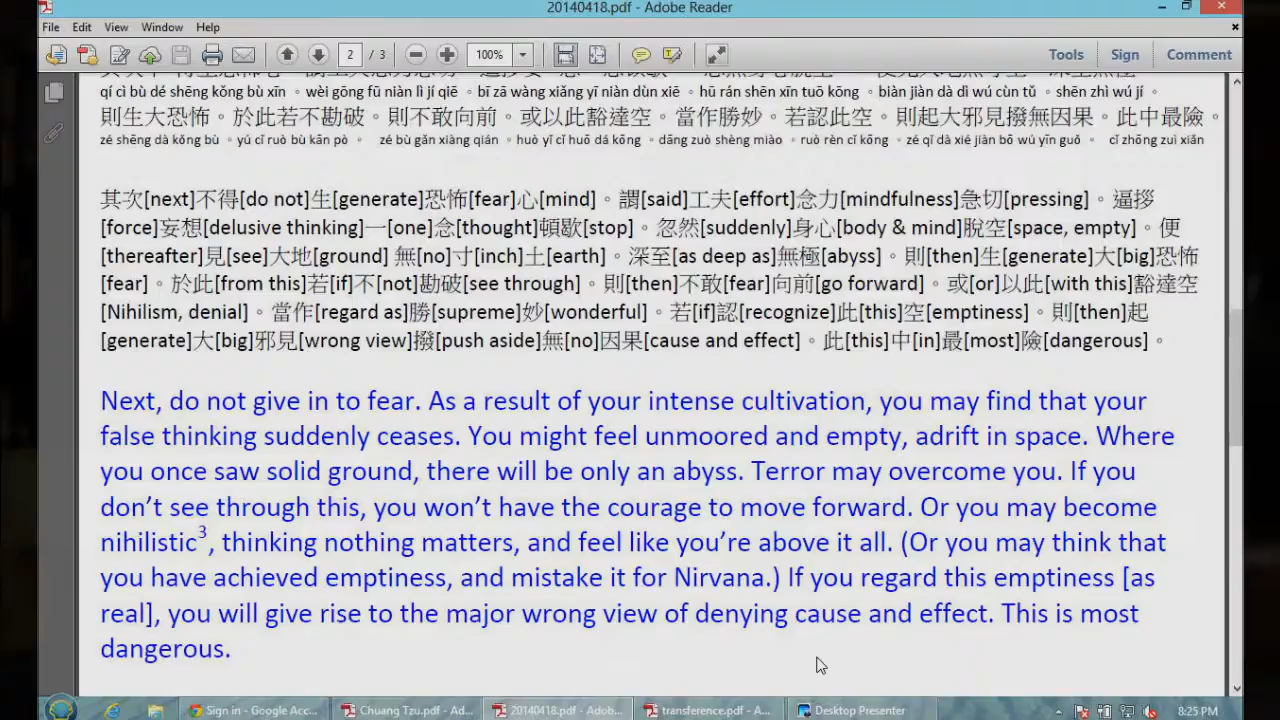 20140418.pdf - Adobe Reader
File Edit View Window Help
2 / 3 100% Tools Sign Comment
qí cì bù dé shēng kǒng bù xīn 。 wèi gōng fū niàn lì jí qiē 。 bī zā wàng xiǎng yī niàn dùn xiē 。 hū rán shēn xīn tuō kōng 。 biàn jiàn dà dì wú cùn tǔ 。 shēn zhì wú jí 。
則生大恐怖。於此若不勘破。則不敢向前。或以此豁達空。當作勝妙。若認此空。則起大邪見撥無因果。此中最險。
zé shēng dà kǒng bù 。 yú cǐ ruò bù kān pò 。 zé bù gǎn xiàng qián 。 huò yǐ cǐ huō dá kōng 。 dāng zuò shèng miào 。 ruò rèn cǐ kōng 。 zé qǐ dà xié jiàn bō wú yīn guǒ 。 cǐ zhōng zuì xiǎn
其次[next]不得[do not]生[generate]恐怖[fear]心[mind]。謂[said]工夫[effort]念力[mindfulness]急切[pressing]。逼拶
[force]妄想[delusive thinking]一[one]念[thought]頓歇[stop]。忽然[suddenly]身心[body & mind]脫空[space, empty]。便
[thereafter]見[see]大地[ground] 無[no]寸[inch]土[earth]。深至[as deep as]無極[abyss]。則[then]生[generate]大[big]恐怖
[fear]。於此[from this]若[if]不[not]勘破[see through]。則[then]不敢[fear]向前[go forward]。或[or]以此[with this]豁達空
[Nihilism, denial]。當作[regard as]勝[supreme]妙[wonderful]。若[if]認[recognize]此[this]空[emptiness]。則[then]起
[generate]大[big]邪見[wrong view]撥[push aside]無[no]因果[cause and effect]。此[this]中[in]最[most]險[dangerous]。
Next, do not give in to fear. As a result of your intense cultivation, you may find that your
false thinking suddenly ceases. You might feel unmoored and empty, adrift in space. Where
you once saw solid ground, there will be only an abyss. Terror may overcome you. If you
don’t see through this, you won’t have the courage to move forward. Or you may become
nihilistic3, thinking nothing matters, and feel like you’re above it all. (Or you may think that
you have achieved emptiness, and mistake it for Nirvana.) If you regard this emptiness [as
real], you will give rise to the major wrong view of denying cause and effect. This is most
dangerous.
Sign in - Google Acc... Chuang Tzu.pdf - Ad... 20140418.pdf - Adob... transference.pdf - A... Desktop Presenter 8:25 PM